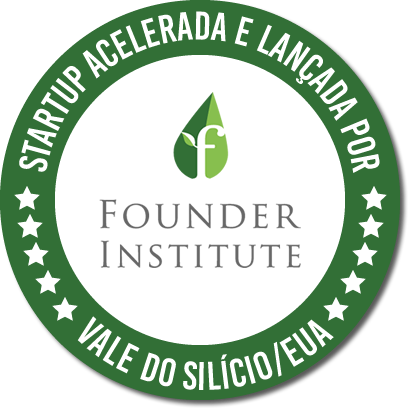 STARTUP ACELERADA E LANÇADA POR
f
FOUNDER
INSTITUTE
VALE DO SILÍCIO/EUA